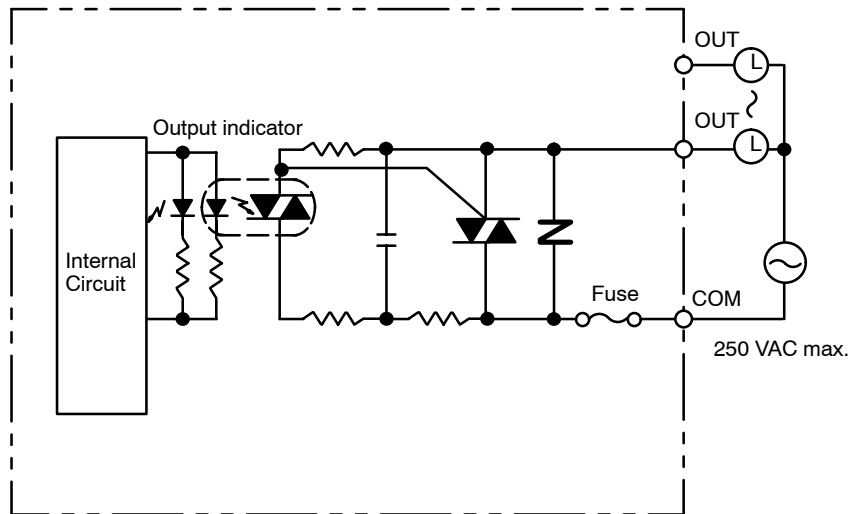 OUT
L
Output indicator
OUT
L
Internal
Circuit
Fuse
COM
250 VAC max.